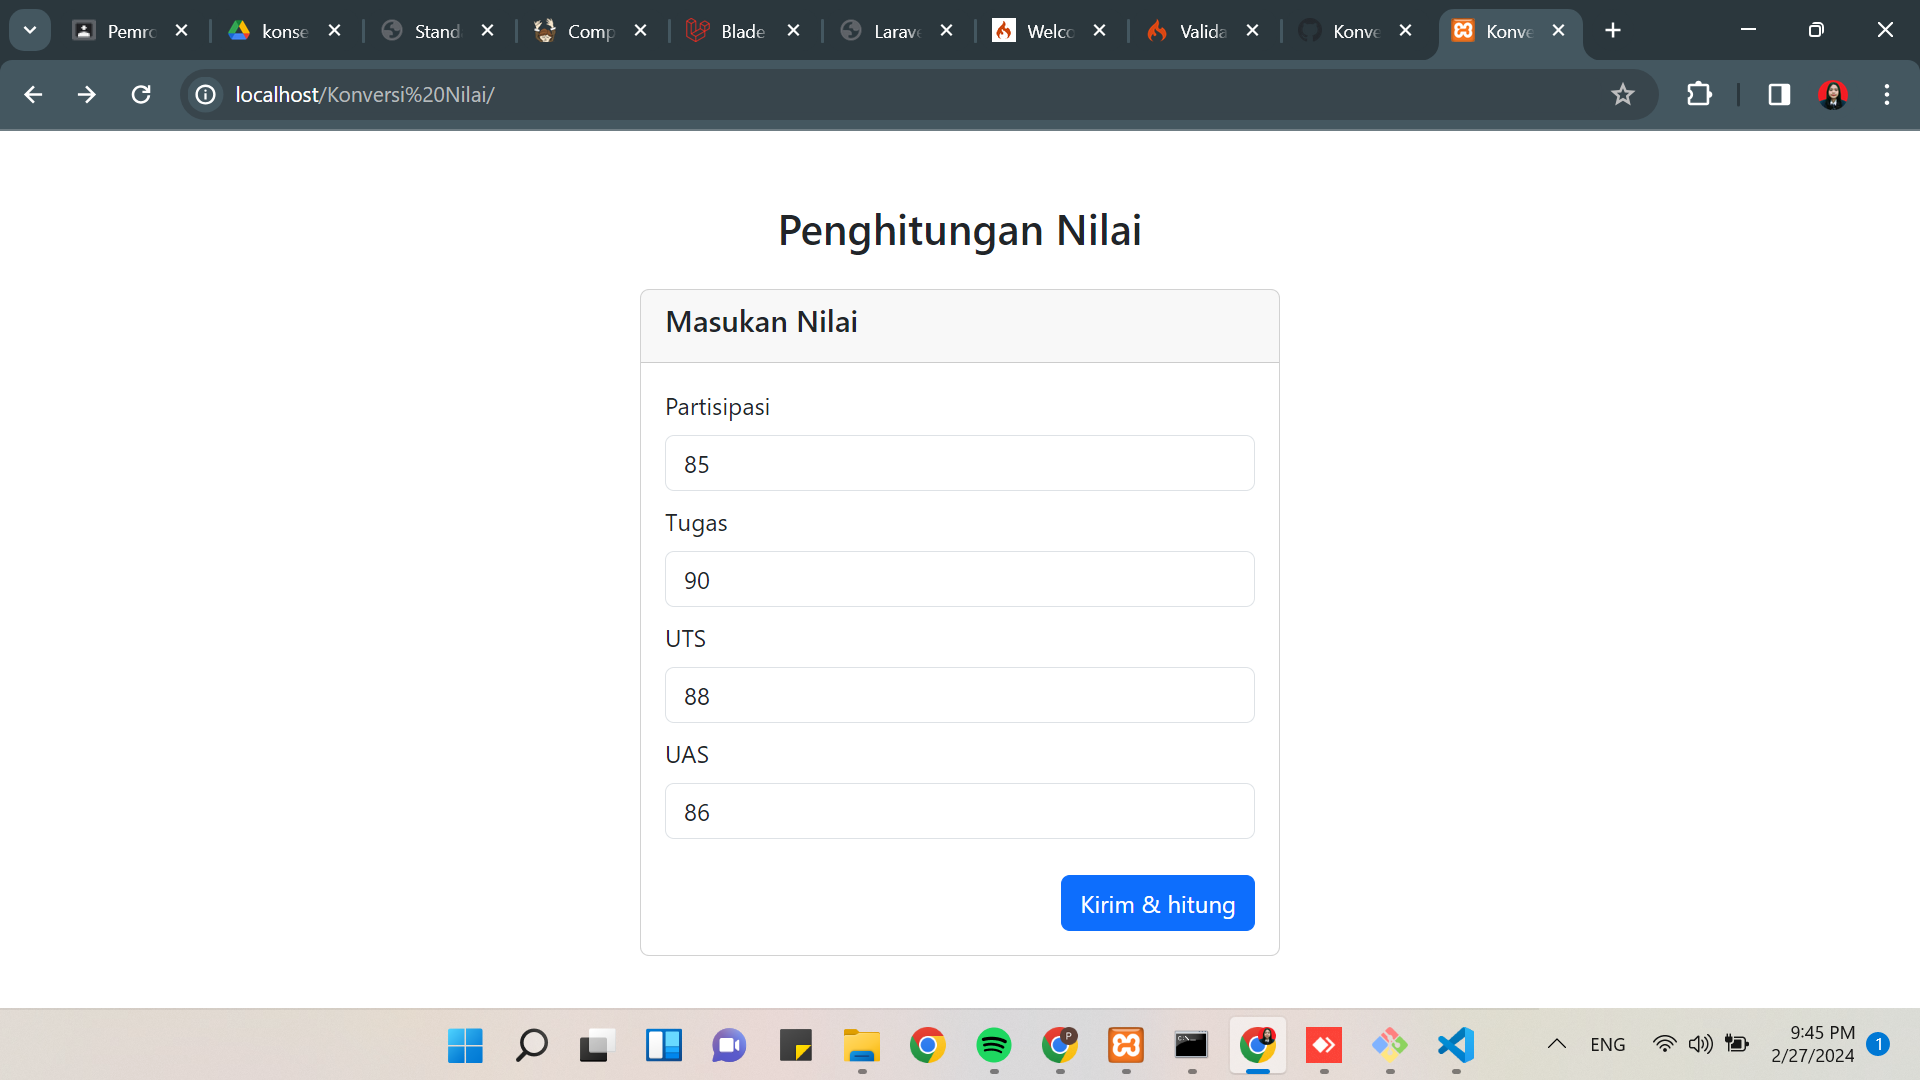 Pemro
konse
Stand
Comp
Blade
Larave
Welco
Valida
Konve
Konve
localhost/Konversi%20Nilai/
Penghitungan Nilai
Masukan Nilai
Partisipasi
85
Tugas
90
UTS
88
UAS
86
Kirim & hitung
P
ENG
9:45 PM
2/27/2024
1